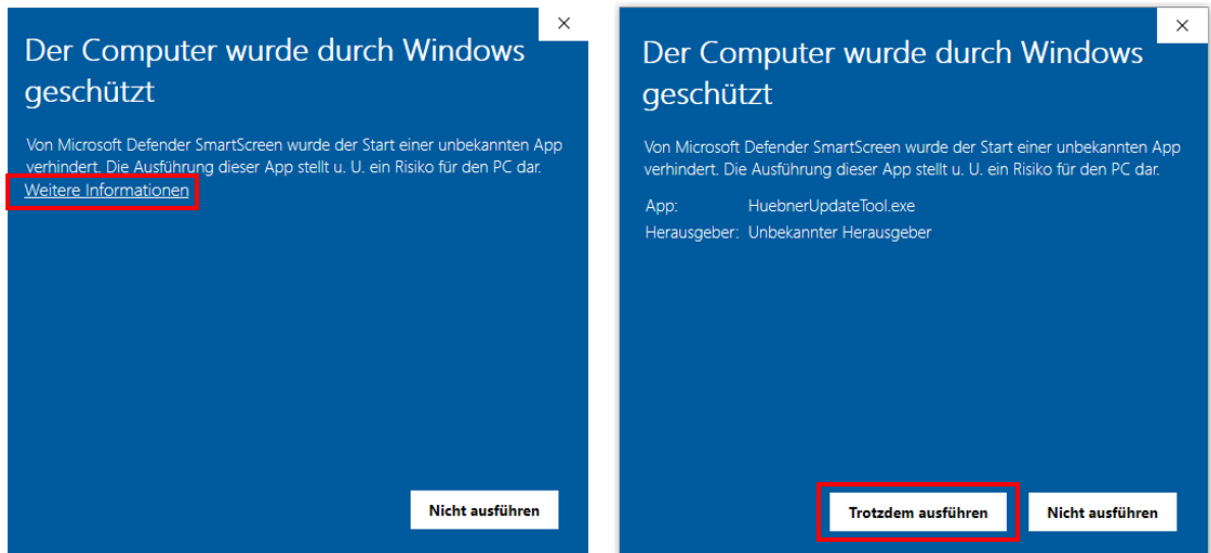 Der Computer wurde durch Windows
geschützt
Von Microsoft Defender SmartScreen wurde der Start einer unbekannten App
verhindert. Die Ausführung dieser App stellt u. U. ein Risiko für den PC dar.
Weitere Informationen
Nicht ausführen
Der Computer wurde durch Windows
geschützt
Von Microsoft Defender SmartScreen wurde der Start einer unbekannten App
verhindert. Die Ausführung dieser App stellt u. U. ein Risiko für den PC dar.
App: HuebnerUpdateTool.exe
Herausgeber: Unbekannter Herausgeber
Trotzdem ausführen Nicht ausführen